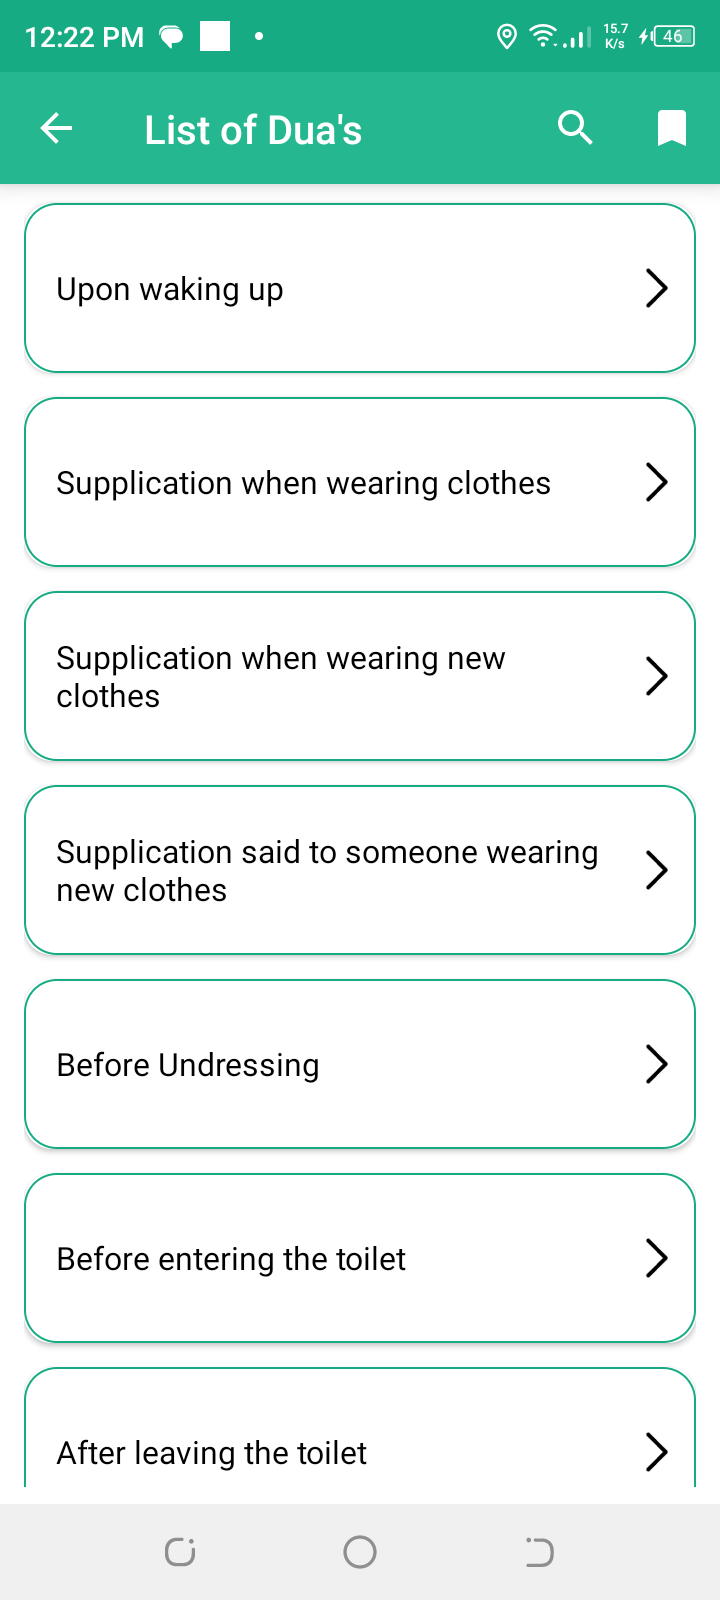 12:22 PM
15.7
K/s
46
List of Dua's
Upon waking up
Supplication when wearing clothes
Supplication when wearing new
clothes
Supplication said to someone wearing
new clothes
Before Undressing
Before entering the toilet
After leaving the toilet